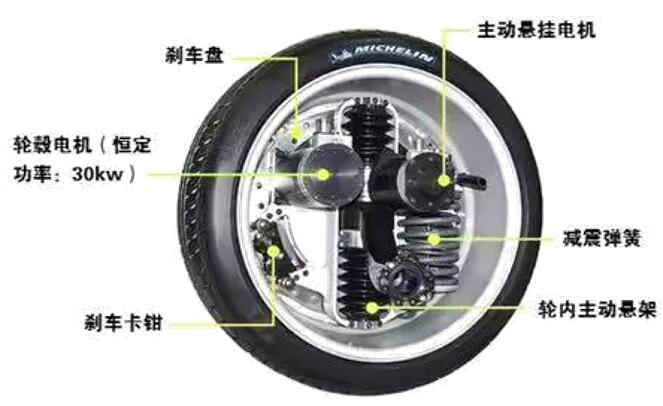 主动悬挂电机
刹车盘
MICHELIN
轮毂电机（恒定
功率：30kw）
减震弹簧
轮内主动悬架
刹车卡钳